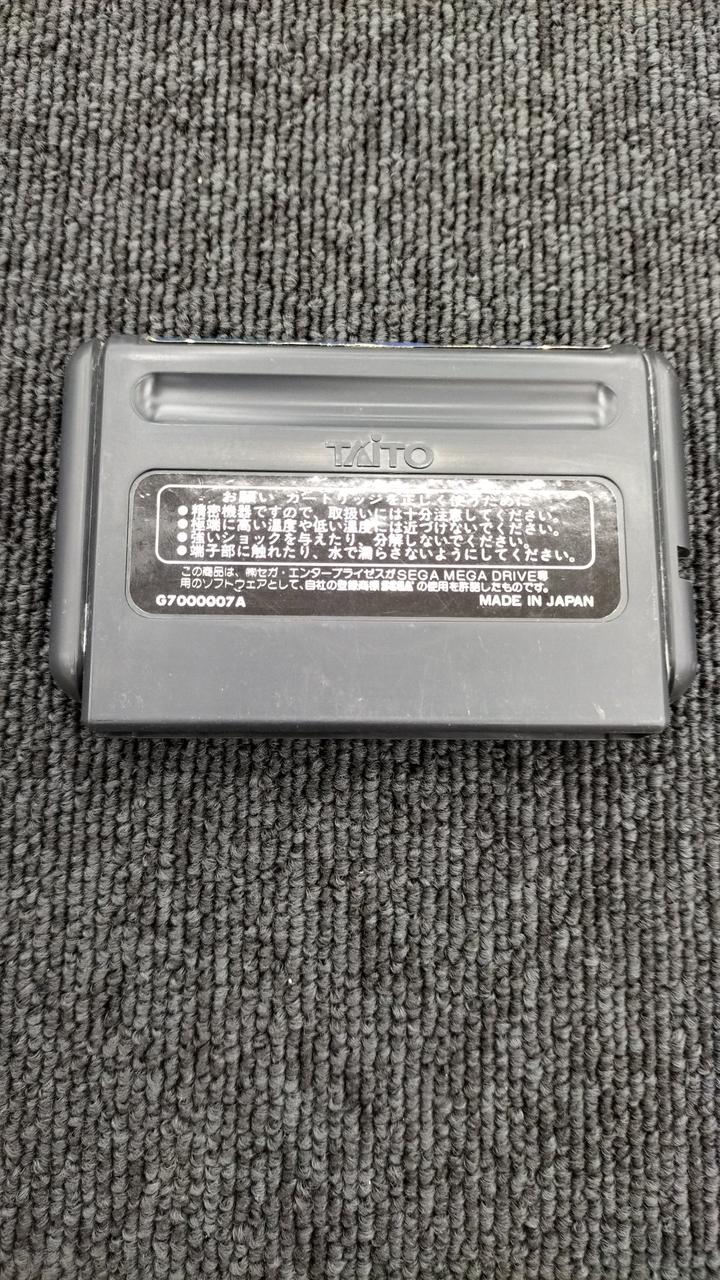 TAITO
お願い カートリッジを正しく使うために
●精密機器ですので、取扱いには十分注意してください。
●極端に高い温度や低い温度には近づけないでください。
●強いショックを与えたり、分解しないでください。
●端子部に触れたり、水で濡らさないようにしてください。
この商品は、㈱セガ・エンタープライゼスがSEGA MEGA DRIVE専
用のソフトウェアとして、自社の登録商標SEGAの使用を許諾したものです。
G7000007A MADE IN JAPAN